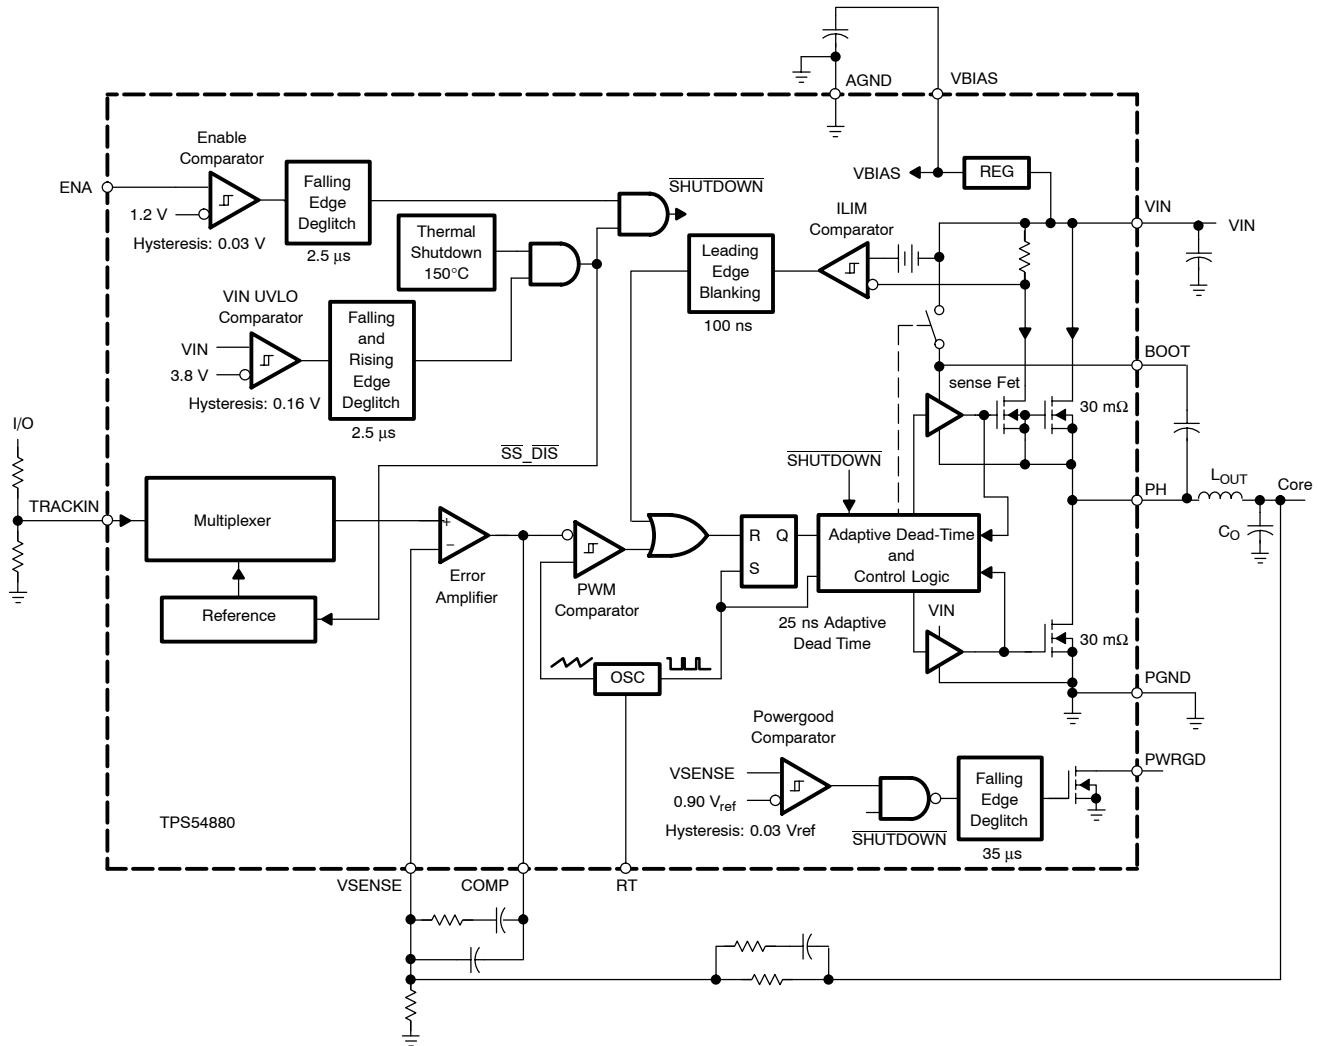 AGND
VBIAS
Enable
Comparator
ENA
1.2 V
Hysteresis: 0.03 V
Falling
Edge
Deglitch
2.5 μs
Thermal
Shutdown
150°C
SHUTDOWN
VBIAS
REG
ILIM
Comparator
Leading
Edge
Blanking
100 ns
VIN
VIN
VIN UVLO
Comparator
VIN
3.8 V
Hysteresis: 0.16 V
Falling
and
Rising
Edge
Deglitch
2.5 μs
BOOT
sense Fet
30 mΩ
I/O
SS_DIS
TRACKIN
Multiplexer
Reference
Error
Amplifier
+
−
PWM
Comparator
R
Q
S
SHUTDOWN
Adaptive Dead-Time
and
Control Logic
25 ns Adaptive
Dead Time
VIN
30 mΩ
PH
LOUT
Core
CO
OSC
PGND
Powergood
Comparator
VSENSE
0.90 Vref
Hysteresis: 0.03 Vref
SHUTDOWN
Falling
Edge
Deglitch
35 μs
PWRGD
TPS54880
VSENSE
COMP
RT